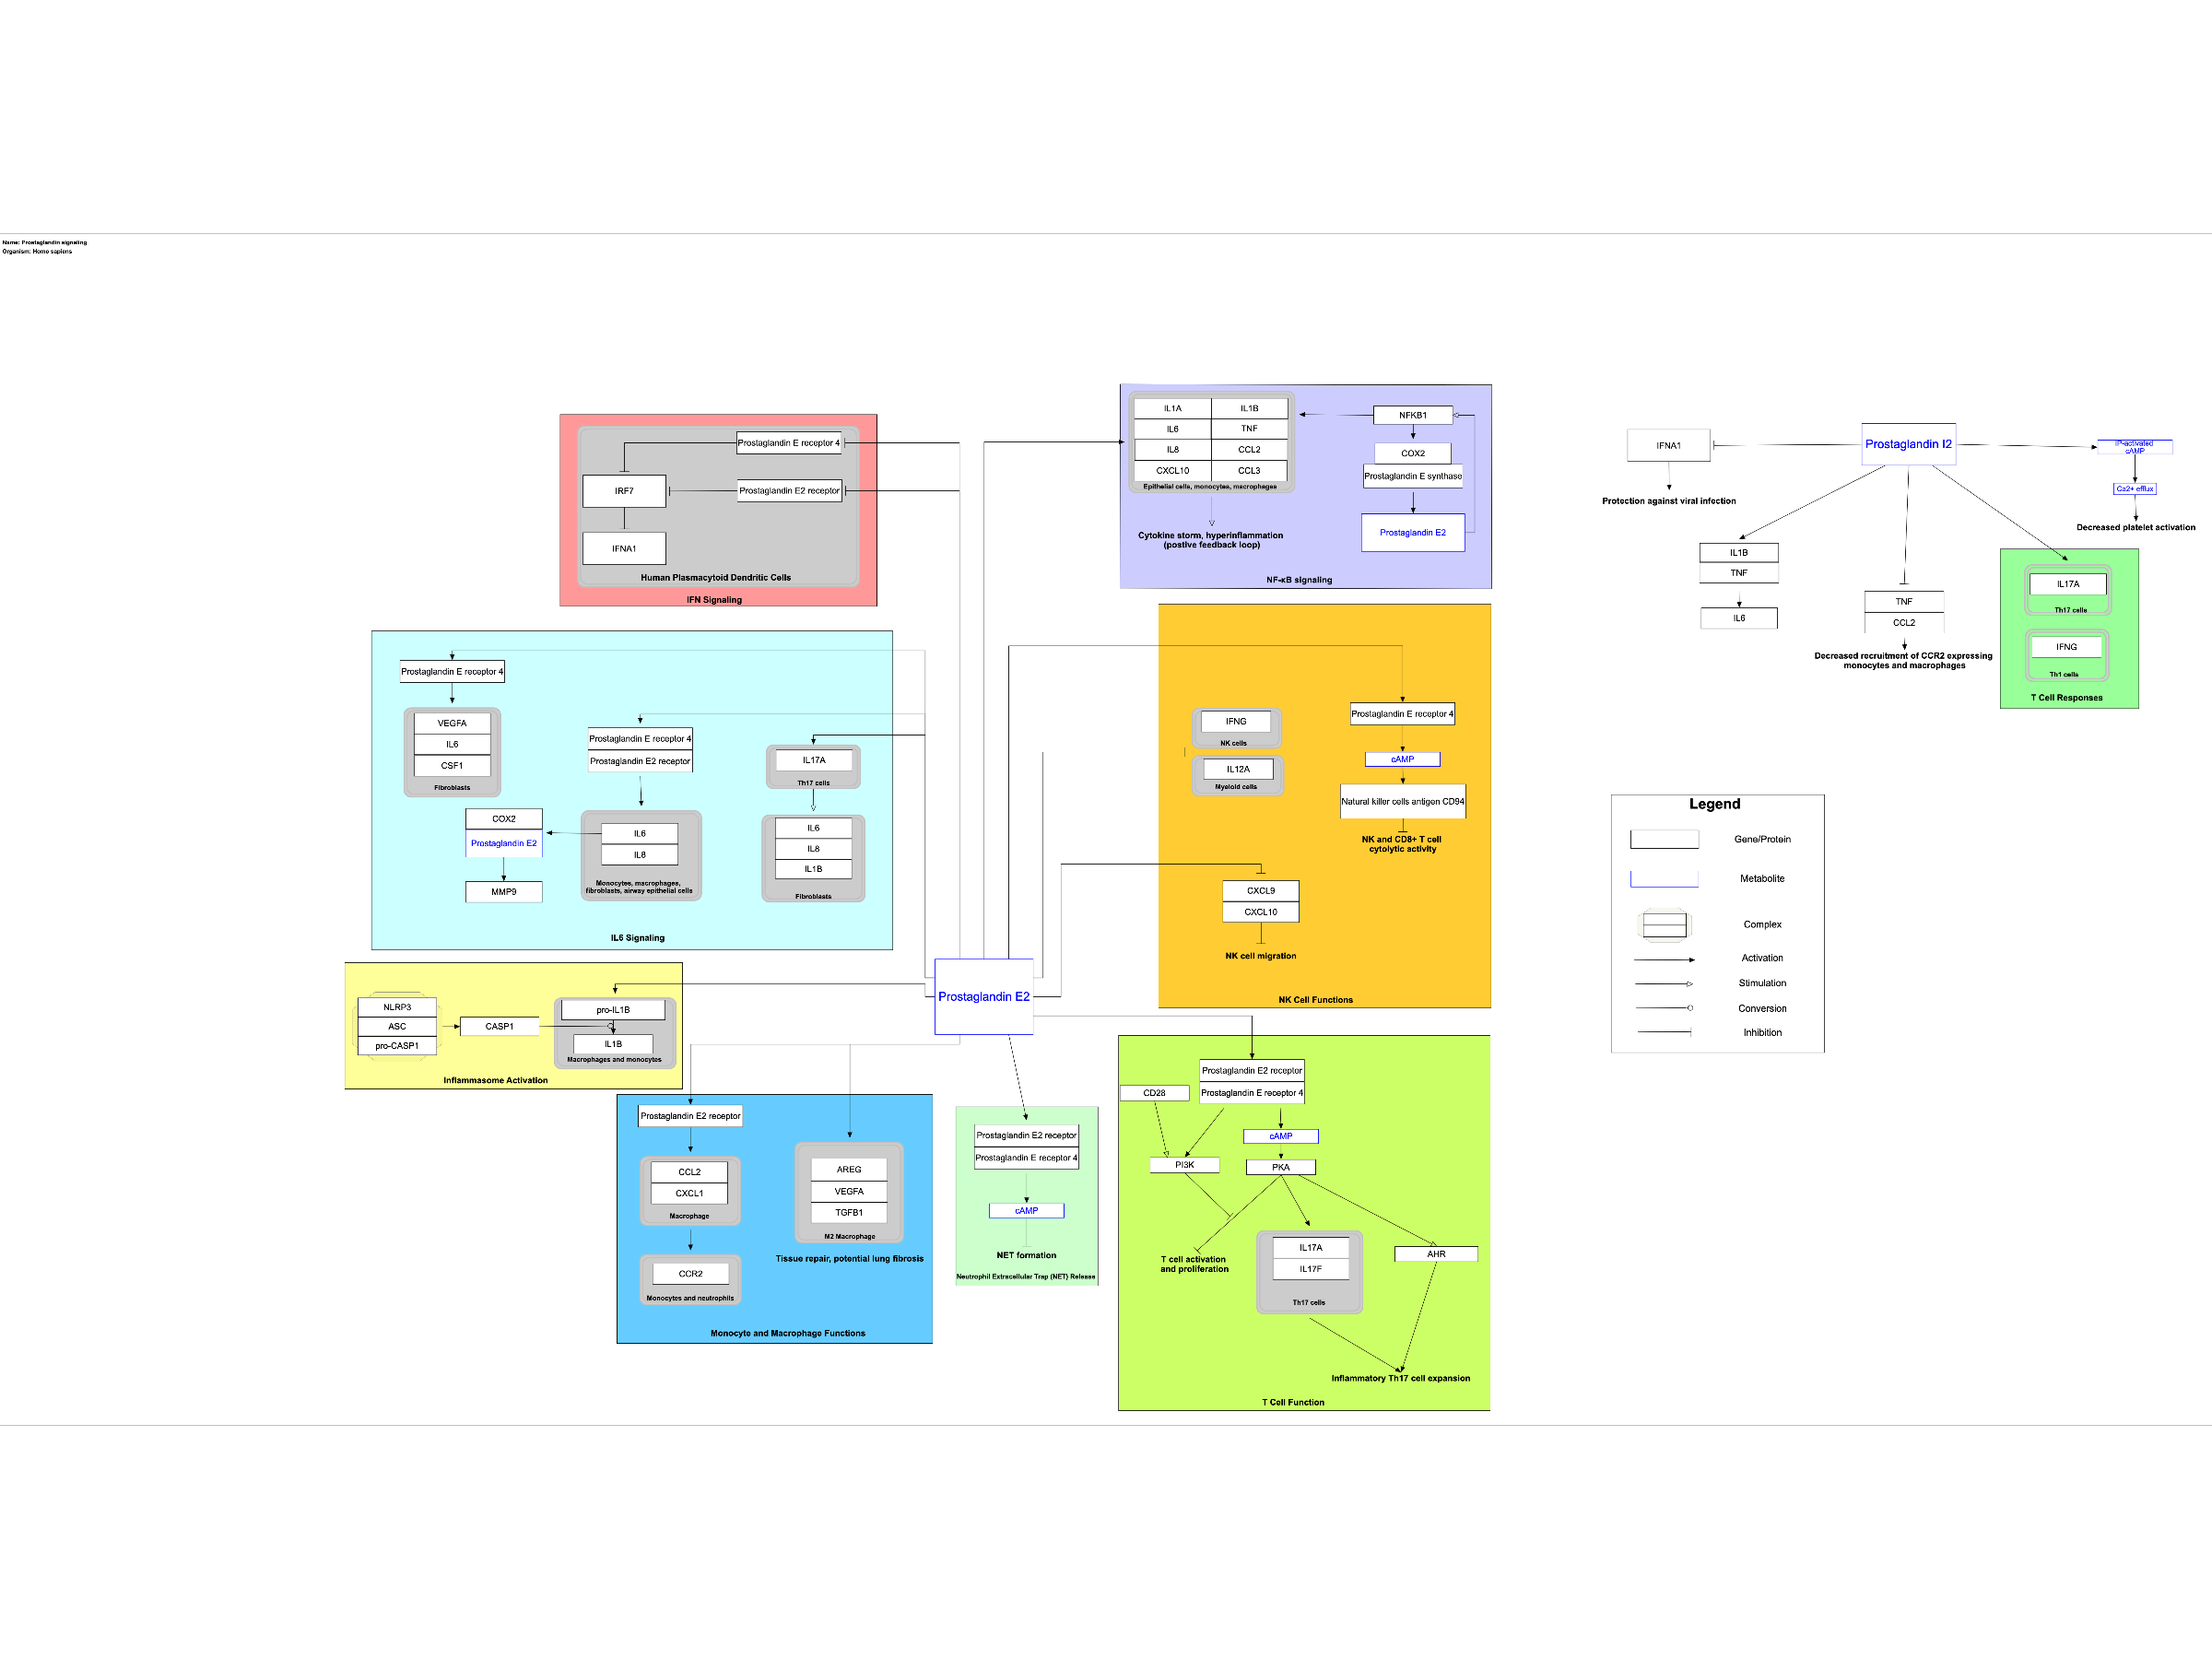 Name: Prostaglandin signaling
Organism: Homo sapiens
Prostaglandin E receptor 4
IRF7
Prostaglandin E2 receptor
IFNA1
Human Plasmacytoid Dendritic Cells
IFN Signaling
IL1A
IL1B
IL6
TNF
IL8
CCL2
CXCL10
CCL3
Epithelial cells, monocytes, macrophages
NFKB1
COX2
Prostaglandin E synthase
Prostaglandin E2
Cytokine storm, hyperinflammation
(postive feedback loop)
NF-κB signaling
IFNA1
Protection against viral infection
Prostaglandin I2
IP-activated
cAMP
Ca2+ efflux
Decreased platelet activation
IL1B
TNF
IL6
TNF
CCL2
Decreased recruitment of CCR2 expressing
monocytes and macrophages
IL17A
Th17 cells
IFNG
Th1 cells
T Cell Responses
Prostaglandin E receptor 4
VEGFA
IL6
CSF1
Fibroblasts
Prostaglandin E receptor 4
Prostaglandin E2 receptor
IL17A
Th17 cells
COX2
Prostaglandin E2
MMP9
IL6
IL8
Monocytes, macrophages,
fibroblasts, airway epithelial cells
IL6
IL8
IL1B
Fibroblasts
IL6 Signaling
IFNG
NK cells
IL12A
Myeloid cells
Prostaglandin E receptor 4
cAMP
Natural killer cells antigen CD94
NK and CD8+ T cell
cytolytic activity
CXCL9
CXCL10
NK cell migration
NK Cell Functions
Legend
Gene/Protein
Metabolite
Complex
Activation
Stimulation
Conversion
Inhibition
NLRP3
ASC
pro-CASP1
CASP1
pro-IL1B
IL1B
Macrophages and monocytes
Inflammasome Activation
Prostaglandin E2
Prostaglandin E2 receptor
CCL2
CXCL1
Macrophage
CCR2
Monocytes and neutrophils
AREG
VEGFA
TGFB1
M2 Macrophage
Tissue repair, potential lung fibrosis
Monocyte and Macrophage Functions
Prostaglandin E2 receptor
Prostaglandin E receptor 4
cAMP
NET formation
Neutrophil Extracellular Trap (NET) Release
Prostaglandin E2 receptor
Prostaglandin E receptor 4
CD28
cAMP
PI3K
PKA
T cell activation
and proliferation
IL17A
IL17F
Th17 cells
AHR
Inflammatory Th17 cell expansion
T Cell Function